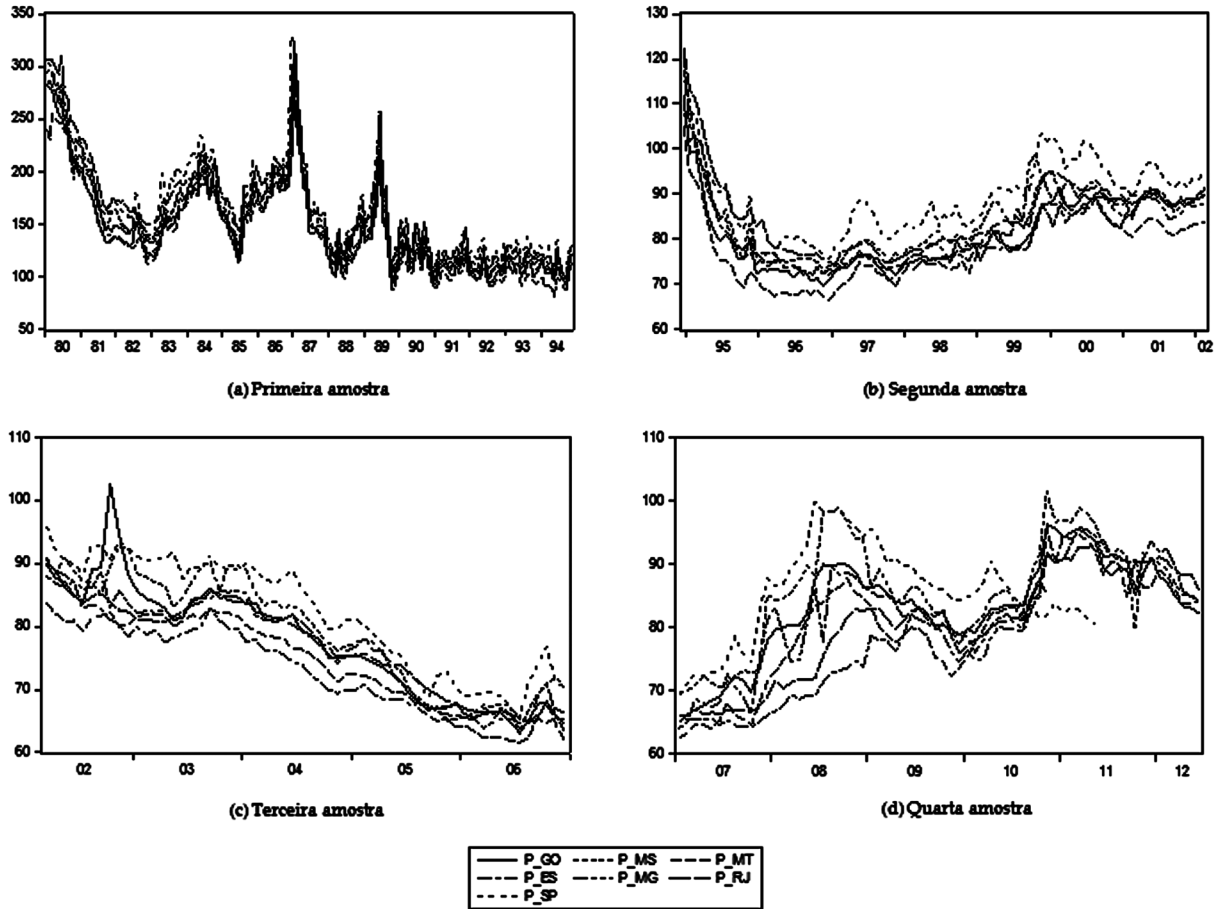 350
300
250
200
150
100
50
80 81 82 83 84 85 86 87 88 89 90 91 92 93 94
(a) Primeira amostra
130
120
110
100
90
80
70
60
95 96 97 98 99 00 01 02
(b) Segunda amostra
110
100
90
80
70
60
02 03 04 05 06
(c) Terceira amostra
110
100
90
80
70
60
07 08 09 10 11 12
(d) Quarta amostra
P_GO P_MS P_MT
P_ES P_MG P_RJ
P_SP